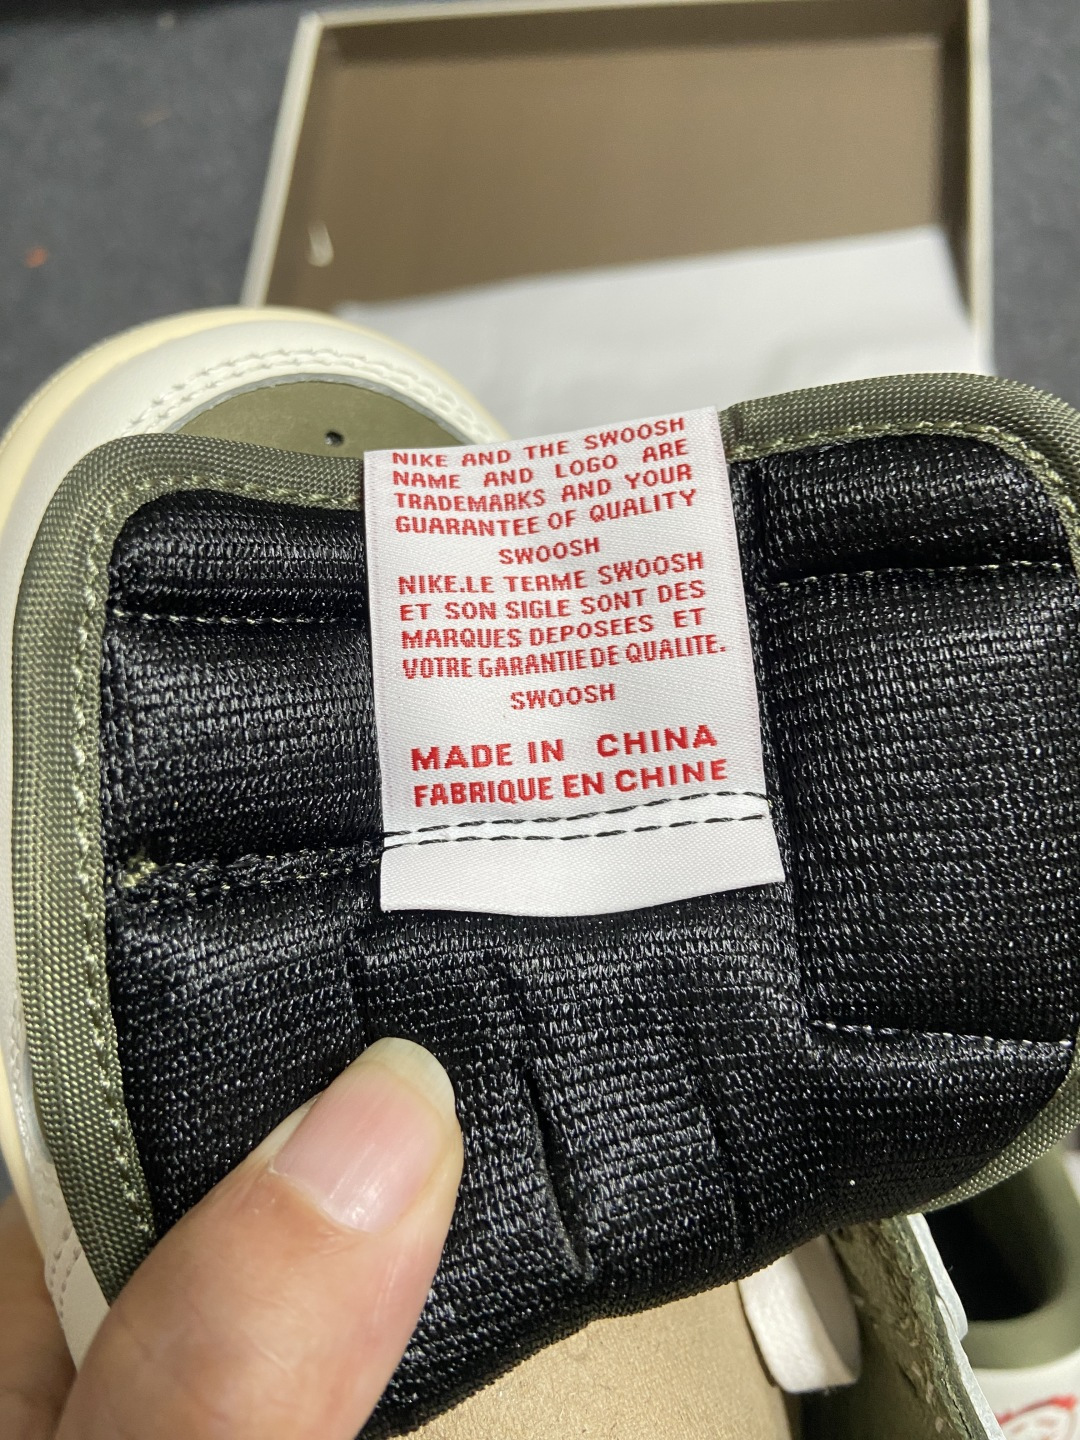 NIKE AND THE SWOOSH
NAME AND LOGO ARE
TRADEMARKS AND YOUR
GUARANTEE OF QUALITY
SWOOSH
NIKE.LE TERME SWOOSH
ET SON SIGLE SONT DES
MARQUES DEPOSEES ET
VOTRE GARANTIE DE QUALITE.
SWOOSH
MADE IN CHINA
FABRIQUE EN CHINE